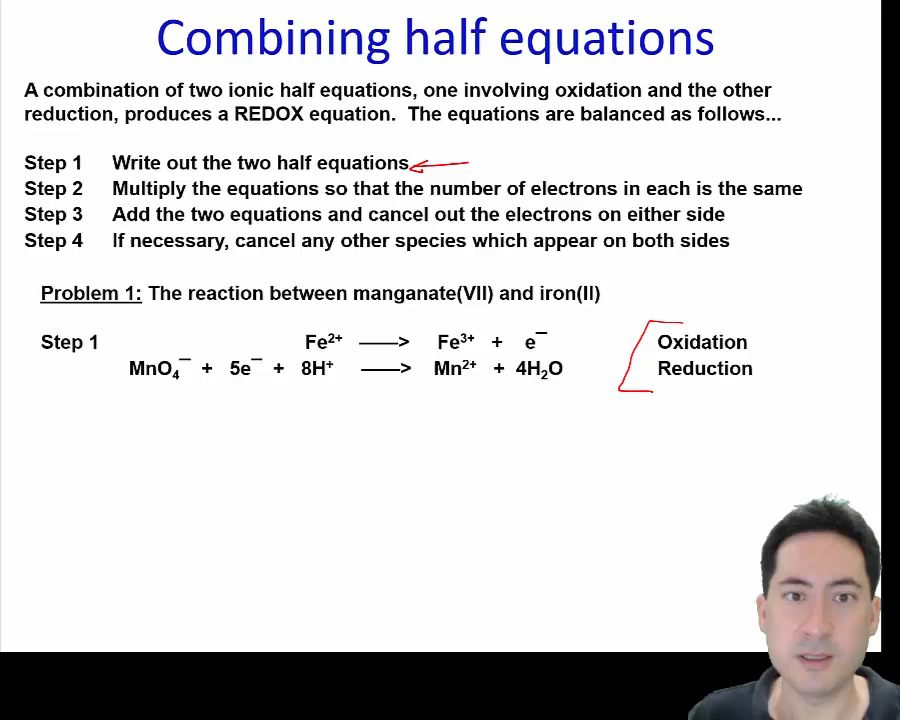 Combining half equations
A combination of two ionic half equations, one involving oxidation and the other
reduction, produces a REDOX equation. The equations are balanced as follows...
Step 1 Write out the two half equations
Step 2 Multiply the equations so that the number of electrons in each is the same
Step 3 Add the two equations and cancel out the electrons on either side
Step 4 If necessary, cancel any other species which appear on both sides
Problem 1: The reaction between manganate(VII) and iron(II)
Step 1 Fe²⁺ ——> Fe³⁺ + e⁻ Oxidation
MnO₄⁻ + 5e⁻ + 8H⁺ ——> Mn²⁺ + 4H₂O Reduction